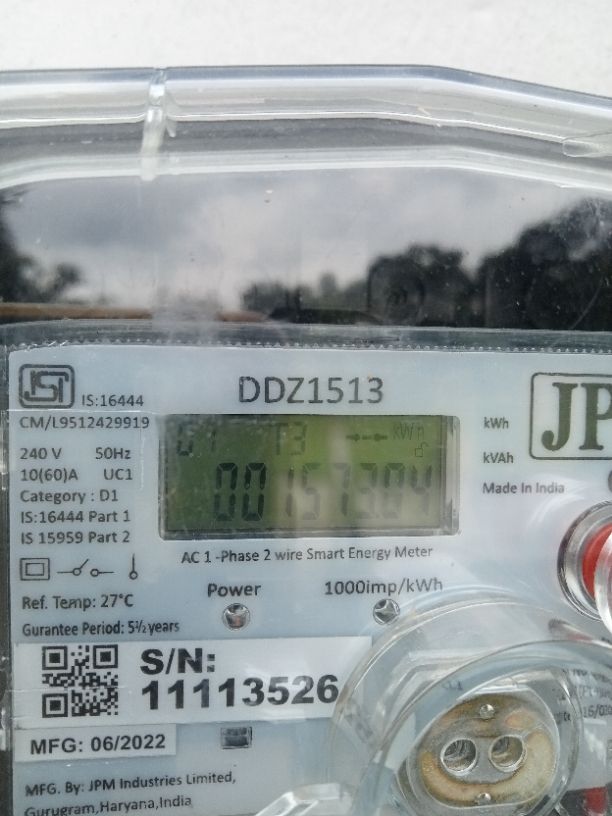 ISI
IS:16444
CM/L9512429919
240 V 50Hz
10(60)A UC1
Category : D1
IS:16444 Part 1
IS 15959 Part 2
Ref. Temp: 27°C
Gurantee Period: 5½ years
DDZ1513
T3 kWh
001573.04
AC 1 -Phase 2 wire Smart Energy Meter
Power 1000imp/kWh
kWh
kVAh
JP
Made In India
S/N:
11113526
MFG: 06/2022
MFG. By: JPM Industries Limited,
Gurugram,Haryana,India